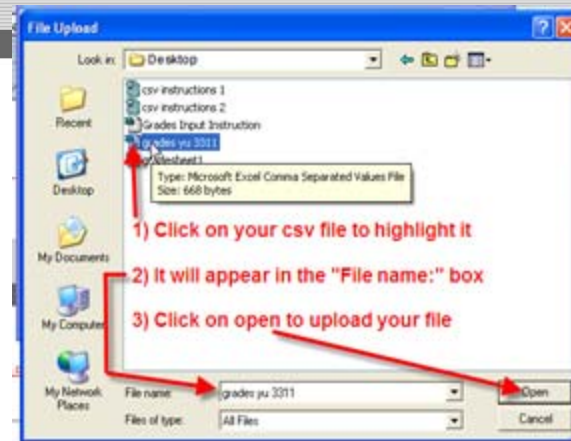 File Upload
Look in: Desktop
csv instructions 1
csv instructions 2
Grades Input Instruction
grades yu 3311
Type: Microsoft Excel Comma Separated Values File
Size: 668 bytes
Recent
Desktop
My Documents
My Computer
My Network Places
1) Click on your csv file to highlight it
2) It will appear in the "File name:" box
3) Click on open to upload your file
File name: grades yu 3311
Open
Files of type: All Files
Cancel